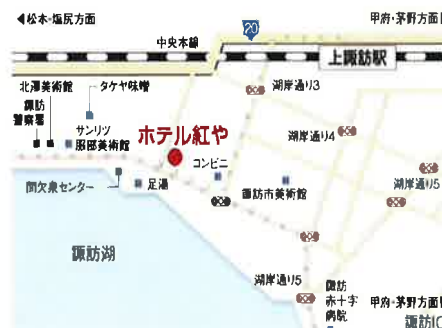 ◀松本・塩尻方面
甲府・茅野方面
20
中央本線
上諏訪駅
北澤美術館
タケヤ味噌
諏訪
警察署
サンリツ
服部美術館
ホテル紅や
コンビニ
湖岸通り3
湖岸通り4
湖岸通り5
間欠泉センター
足湯
諏訪市美術館
諏訪湖
湖岸通り5
諏訪
赤十字
病院
甲府・茅野方面
諏訪IC